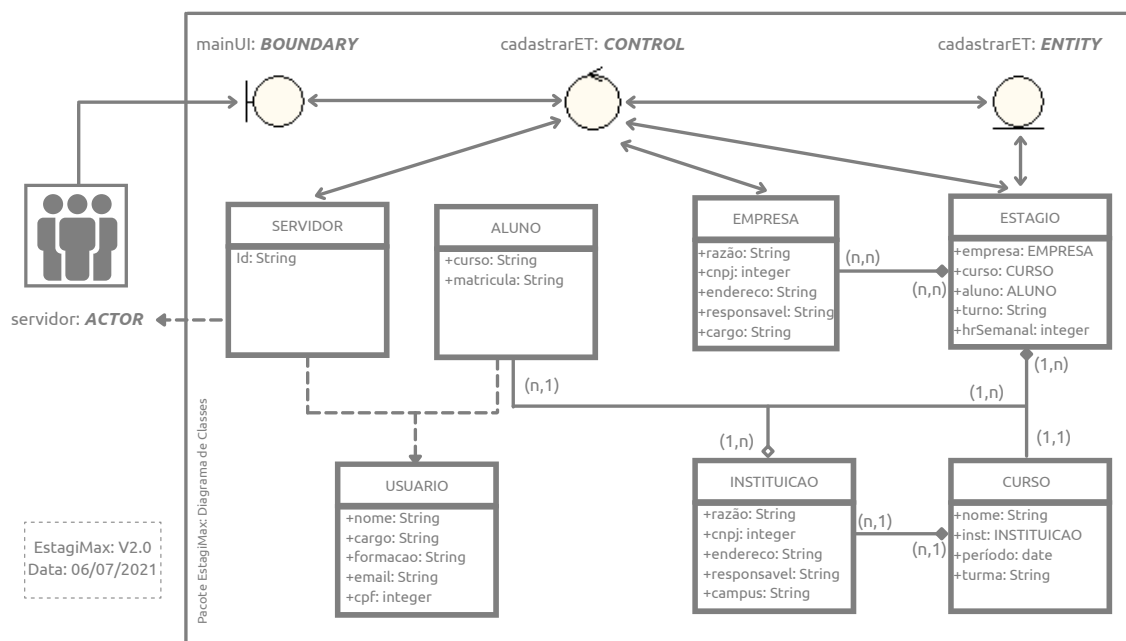 mainUI: BOUNDARY
cadastrarET: CONTROL
cadastrarET: ENTITY
servidor: ACTOR
SERVIDOR
Id: String
ALUNO
+curso: String
+matricula: String
EMPRESA
+razão: String
+cnpj: integer
+endereco: String
+responsavel: String
+cargo: String
(n,n)
(n,n)
ESTAGIO
+empresa: EMPRESA
+curso: CURSO
+aluno: ALUNO
+turno: String
+hrSemanal: integer
(n,1)
(1,n)
(1,n)
(1,n)
(1,1)
USUARIO
+nome: String
+cargo: String
+formacao: String
+email: String
+cpf: integer
INSTITUICAO
+razão: String
+cnpj: integer
+endereco: String
+responsavel: String
+campus: String
(n,1)
(n,1)
CURSO
+nome: String
+inst: INSTITUICAO
+período: date
+turma: String
Pacote EstagiMax: Diagrama de Classes
EstagiMax: V2.0
Data: 06/07/2021